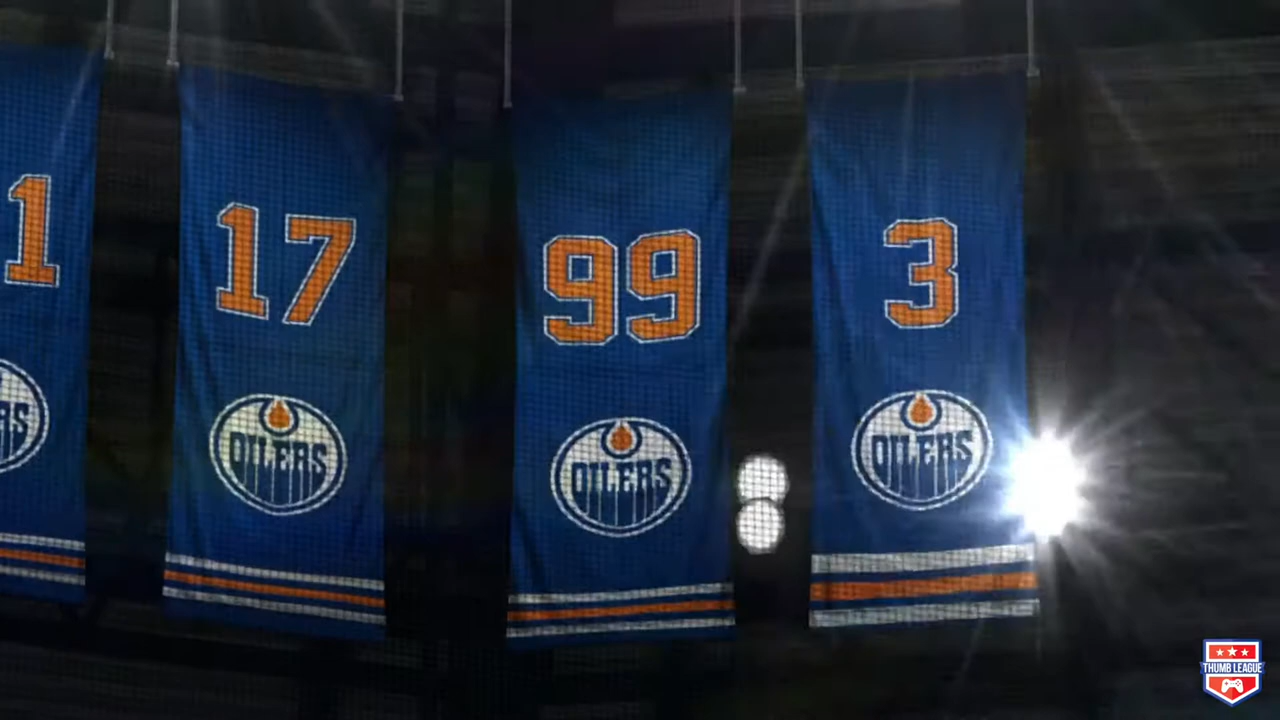 1
17
99
3
OILERS
OILERS
OILERS
THUMB LEAGUE